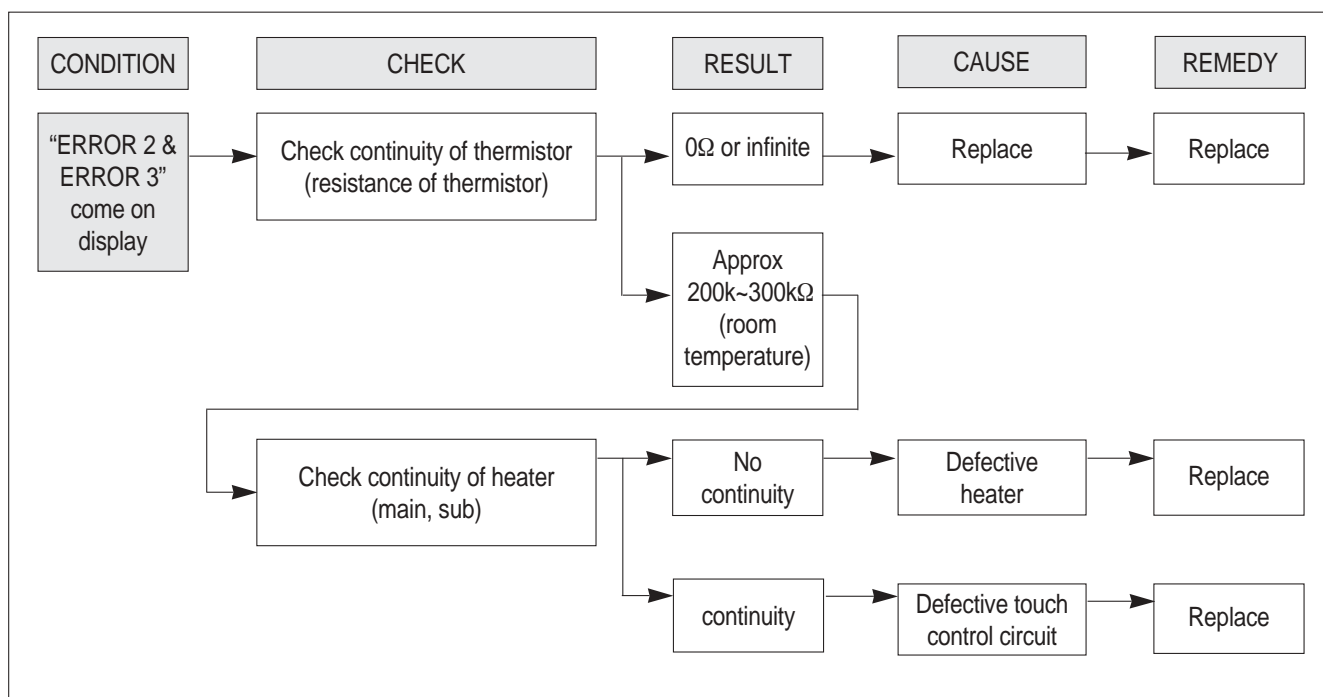 CONDITION
CHECK
RESULT
CAUSE
REMEDY
“ERROR 2 &
ERROR 3”
come on
display
Check continuity of thermistor
(resistance of thermistor)
0Ω or infinite
Replace
Replace
Approx
200k~300kΩ
(room
temperature)
Check continuity of heater
(main, sub)
No
continuity
Defective
heater
Replace
continuity
Defective touch
control circuit
Replace